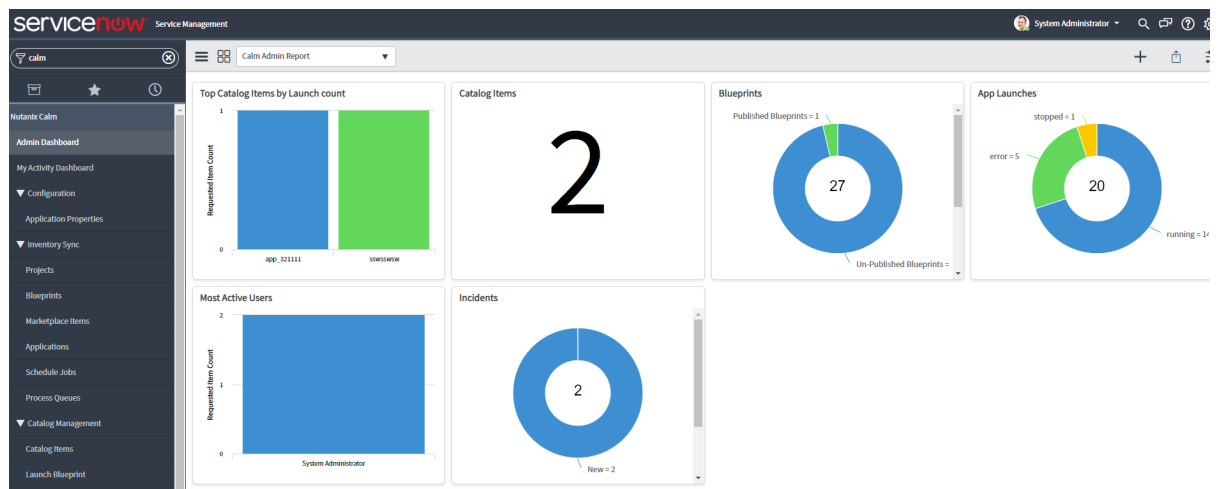 servicenow Service Management
System Administrator
calm
Calm Admin Report
Nutanix Calm
Admin Dashboard
My Activity Dashboard
Configuration
Application Properties
Inventory Sync
Projects
Blueprints
Marketplace Items
Applications
Schedule Jobs
Process Queues
Catalog Management
Catalog Items
Launch Blueprint
Top Catalog Items by Launch count
Requested Item Count
1
0
app_321111
sswsswsw
Catalog Items
2
Blueprints
Published Blueprints = 1
27
Un-Published Blueprints =
App Launches
stopped = 1
error = 5
20
running = 14
Most Active Users
Requested Item Count
2
1
0
System Administrator
Incidents
2
New = 2